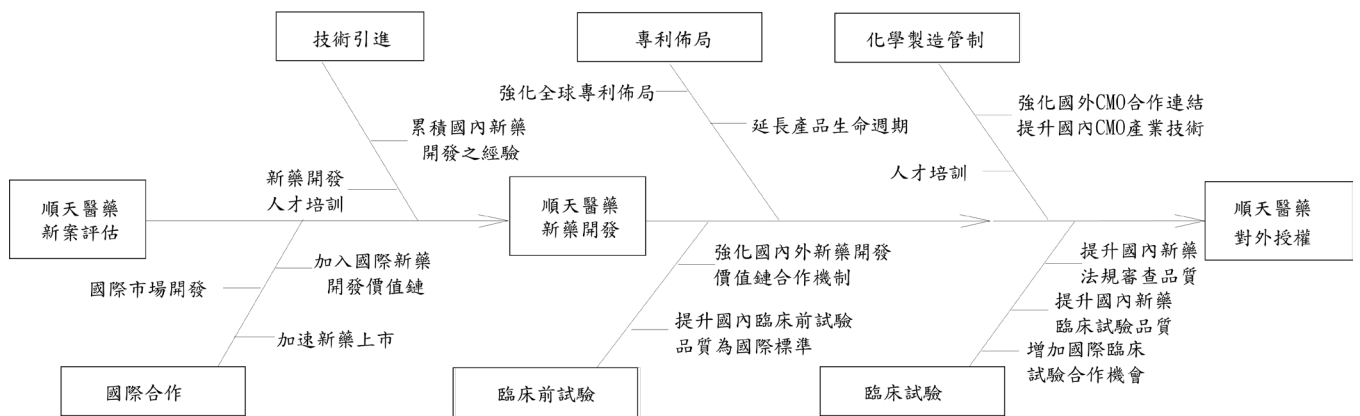 技術引進
專利佈局
化學製造管制
強化全球專利佈局
強化國外CMO合作連結
提升國內CMO產業技術
延長產品生命週期
累積國內新藥
開發之經驗
人才培訓
新藥開發
人才培訓
順天醫藥
新案評估
順天醫藥
新藥開發
順天醫藥
對外授權
加入國際新藥
開發價值鏈
國際市場開發
加速新藥上市
強化國內外新藥開發
價值鏈合作機制
提升國內臨床前試驗
品質為國際標準
提升國內新藥
法規審查品質
提升國內新藥
臨床試驗品質
增加國際臨床
試驗合作機會
國際合作
臨床前試驗
臨床試驗